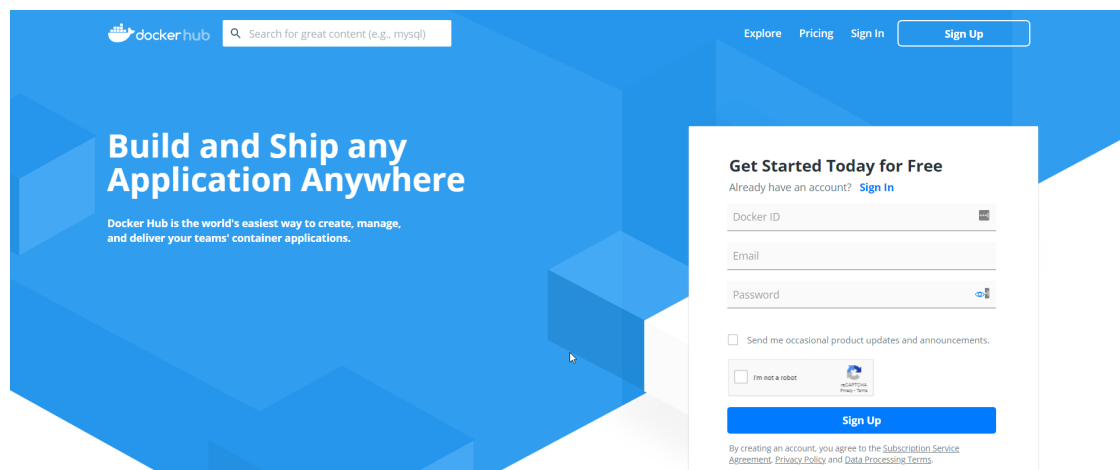 dockerhub
Search for great content (e.g., mysql)
Explore Pricing Sign In Sign Up
Build and Ship any
Application Anywhere
Docker Hub is the world's easiest way to create, manage,
and deliver your teams' container applications.
Get Started Today for Free
Already have an account? Sign In
Docker ID
Email
Password
Send me occasional product updates and announcements.
I'm not a robot
reCAPTCHA
Privacy - Terms
Sign Up
By creating an account, you agree to the Subscription Service
Agreement, Privacy Policy and Data Processing Terms.